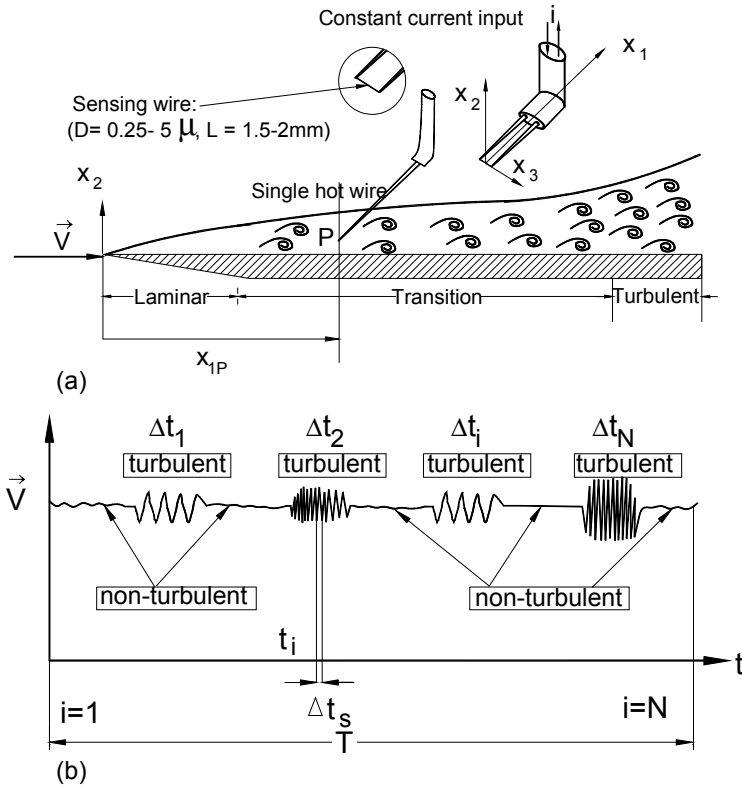 Constant current input
i
x₁
Sensing wire:
(D= 0.25- 5 μ, L = 1.5-2mm)
x₂
x₃
x₂
Single hot wire
V⃗
P
Laminar
Transition
Turbulent
x₁P
(a)
Δt₁
Δt₂
Δtᵢ
Δt_N
turbulent
turbulent
turbulent
turbulent
V⃗
non-turbulent
non-turbulent
tᵢ
t
i=1
Δtₛ
i=N
T
(b)